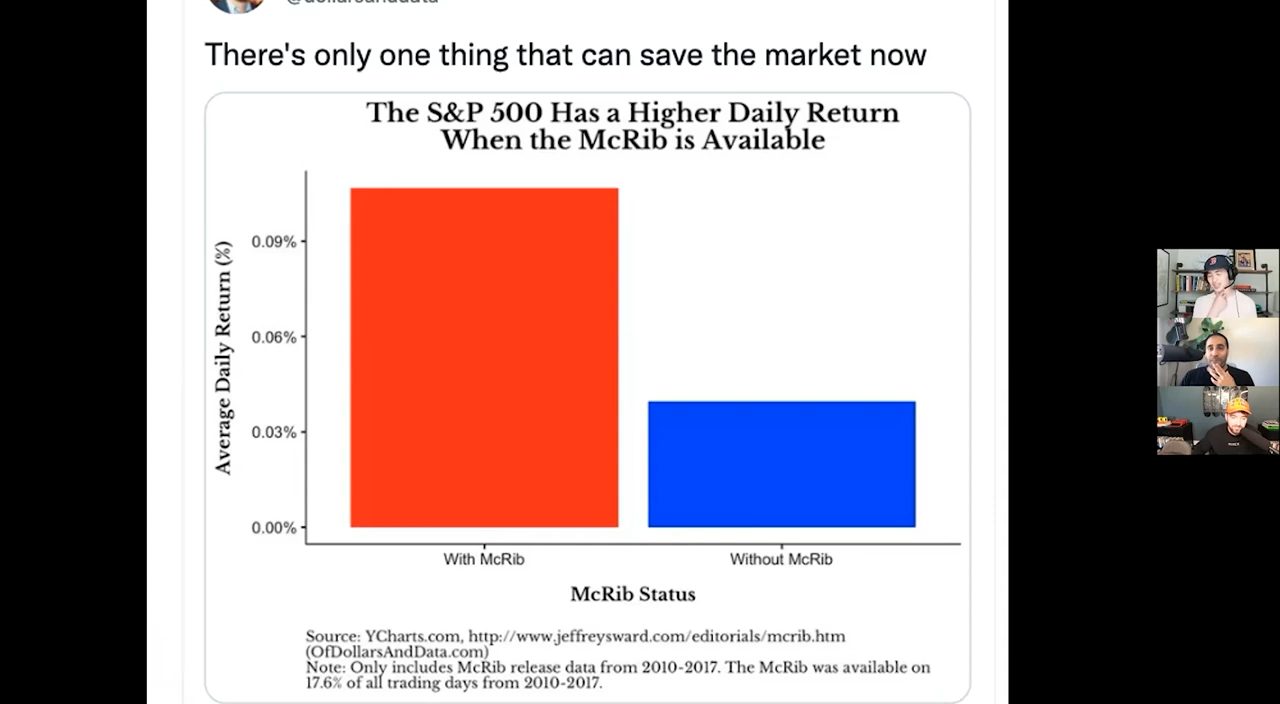 @dollarsanddata
There's only one thing that can save the market now
The S&P 500 Has a Higher Daily Return
When the McRib is Available
Average Daily Return (%)
0.09%
0.06%
0.03%
0.00%
With McRib Without McRib
McRib Status
Source: YCharts.com, http://www.jeffreysward.com/editorials/mcrib.htm
(OfDollarsAndData.com)
Note: Only includes McRib release data from 2010-2017. The McRib was available on
17.6% of all trading days from 2010-2017.